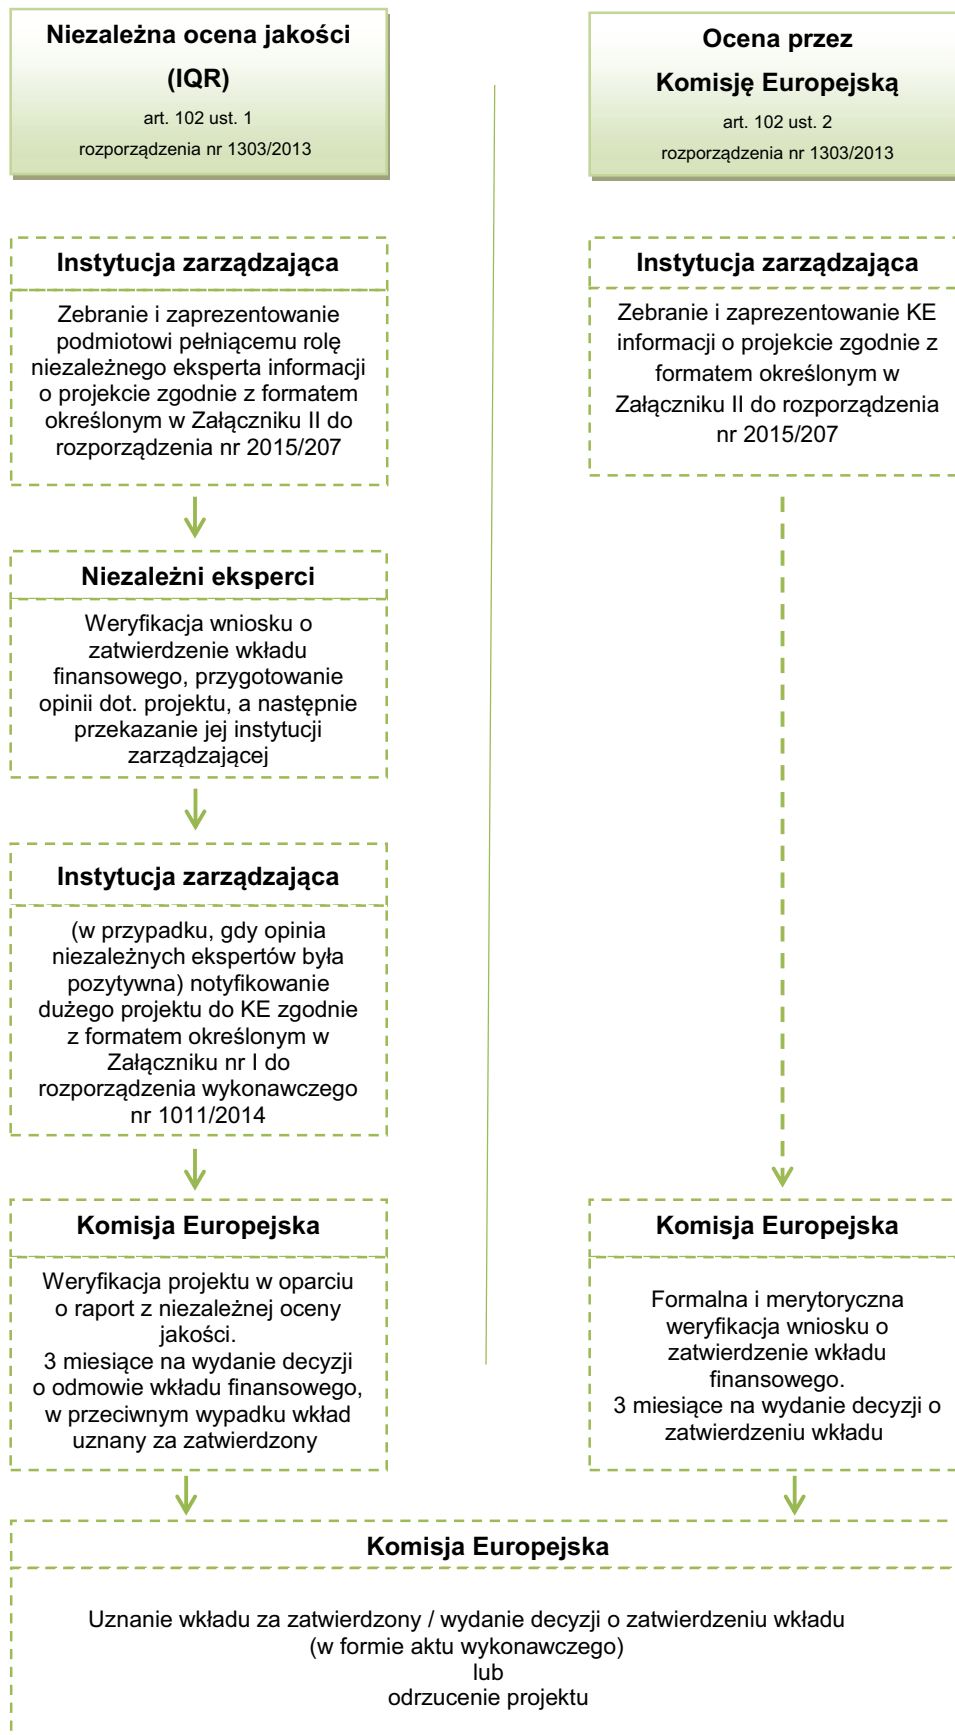 Niezależna ocena jakości
(IQR)
art. 102 ust. 1
rozporządzenia nr 1303/2013
Instytucja zarządzająca
Zebranie i zaprezentowanie
podmiotowi pełniącemu rolę
niezależnego eksperta informacji
o projekcie zgodnie z formatem
określonym w Załączniku II do
rozporządzenia nr 2015/207
Niezależni eksperci
Weryfikacja wniosku o
zatwierdzenie wkładu
finansowego, przygotowanie
opinii dot. projektu, a następnie
przekazanie jej instytucji
zarządzającej
Instytucja zarządzająca
(w przypadku, gdy opinia
niezależnych ekspertów była
pozytywna) notyfikowanie
dużego projektu do KE zgodnie
z formatem określonym w
Załączniku nr I do
rozporządzenia wykonawczego
nr 1011/2014
Komisja Europejska
Weryfikacja projektu w oparciu
o raport z niezależnej oceny
jakości.
3 miesiące na wydanie decyzji
o odmowie wkładu finansowego,
w przeciwnym wypadku wkład
uznany za zatwierdzony
Ocena przez
Komisję Europejską
art. 102 ust. 2
rozporządzenia nr 1303/2013
Instytucja zarządzająca
Zebranie i zaprezentowanie KE
informacji o projekcie zgodnie z
formatem określonym w
Załączniku II do rozporządzenia
nr 2015/207
Komisja Europejska
Formalna i merytoryczna
weryfikacja wniosku o
zatwierdzenie wkładu
finansowego.
3 miesiące na wydanie decyzji o
zatwierdzeniu wkładu
Komisja Europejska
Uznanie wkładu za zatwierdzony / wydanie decyzji o zatwierdzeniu wkładu
(w formie aktu wykonawczego)
lub
odrzucenie projektu